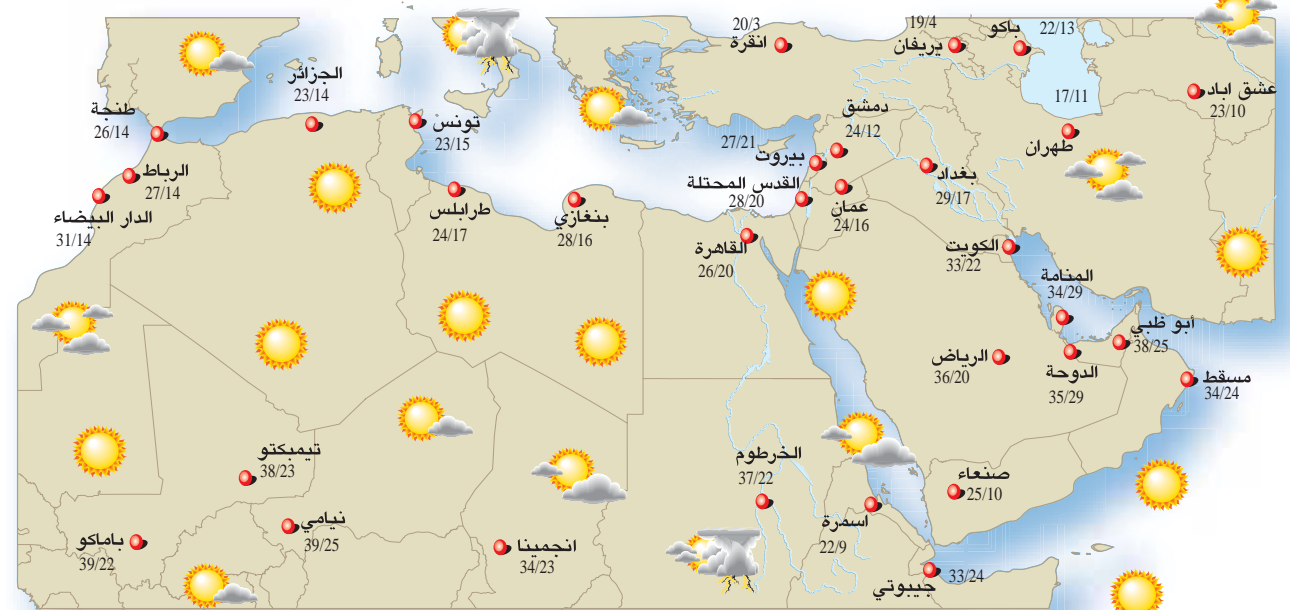 20/3
انقرة
19/4
يريفان
باكو
22/13
عشق اباد
23/10
17/11
طهران
الجزائر
23/14
طنجة
26/14
تونس
23/15
دمشق
24/12
27/21
بيروت
بغداد
29/17
الرباط
27/14
القدس المحتلة
28/20
عمان
24/16
الدار البيضاء
31/14
طرابلس
24/17
بنغازي
28/16
القاهرة
26/20
الكويت
33/22
المنامة
34/29
أبو ظبي
38/25
الرياض
36/20
الدوحة
35/29
مسقط
34/24
تيمبكتو
38/23
الخرطوم
37/22
صنعاء
25/10
نيامي
39/25
اسمرة
22/9
باماكو
39/22
انجمينا
34/23
33/24
جيبوتي